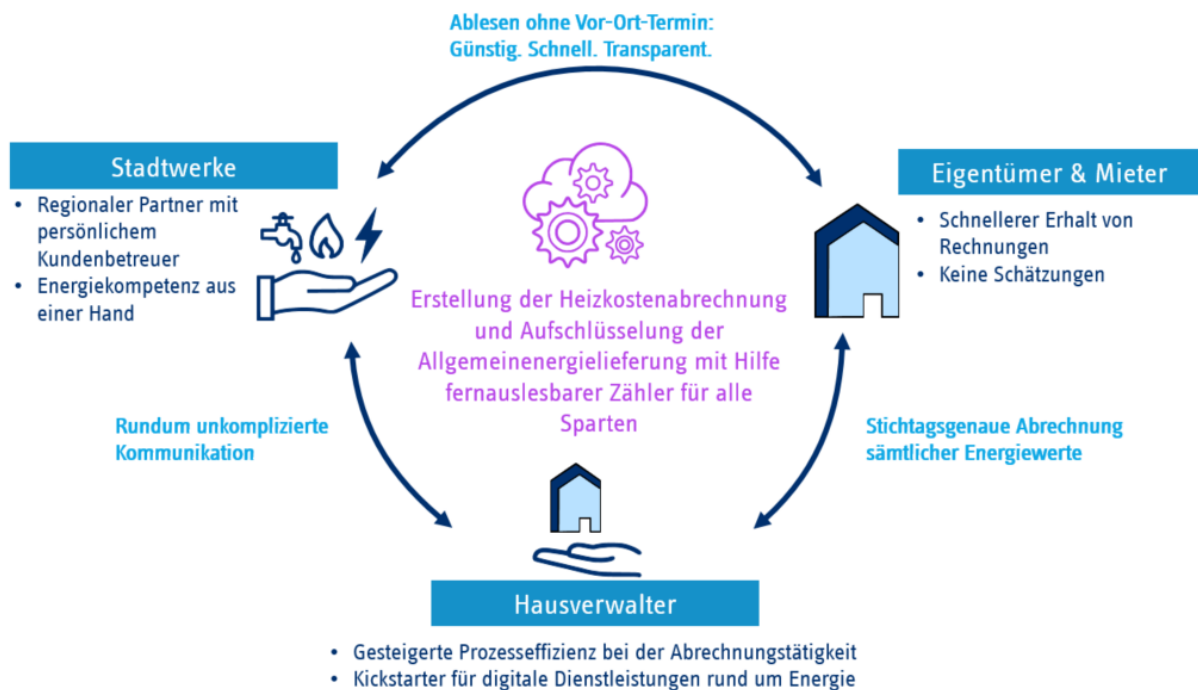 Ablesen ohne Vor-Ort-Termin:
Günstig. Schnell. Transparent.
Stadtwerke
• Regionaler Partner mit
persönlichem
Kundenbetreuer
• Energiekompetenz aus
einer Hand
Eigentümer & Mieter
• Schnellerer Erhalt von
Rechnungen
• Keine Schätzungen
Erstellung der Heizkostenabrechnung
und Aufschlüsselung der
Allgemeinenergielieferung mit Hilfe
fernauslesbarer Zähler für alle
Sparten
Rundum unkomplizierte
Kommunikation
Stichtagsgenaue Abrechnung
sämtlicher Energiewerte
Hausverwalter
• Gesteigerte Prozesseffizienz bei der Abrechnungstätigkeit
• Kickstarter für digitale Dienstleistungen rund um Energie